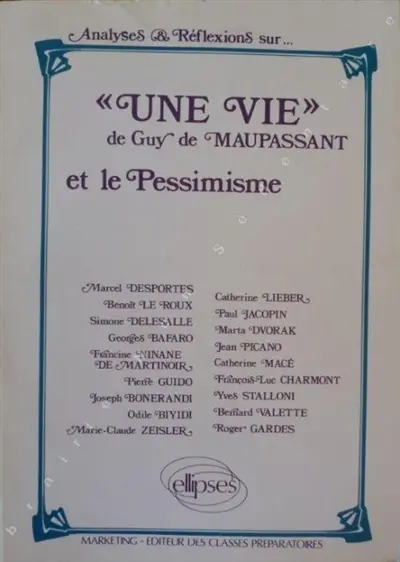 Analyses & Réflexions sur...
«UNE VIE»
de Guy de MAUPASSANT
et le Pessimisme
Marcel DESPORTES
Benoît LE ROUX
Simone DELESALLE
Georges BAFARO
Francine NINANE
DE MARTINOIR
Pierre GUIDO
Joseph BONERANDI
Odile BIYIDI
Marie-Claude ZEISLER
Catherine LIEBER
Paul JACOPIN
Marta DVORAK
Jean PICANO
Catherine MACÉ
François-Luc CHARMONT
Yves STALLONI
Bernard VALETTE
Roger GARDES
ellipses
MARKETING - EDITEUR DES CLASSES PREPARATOIRES